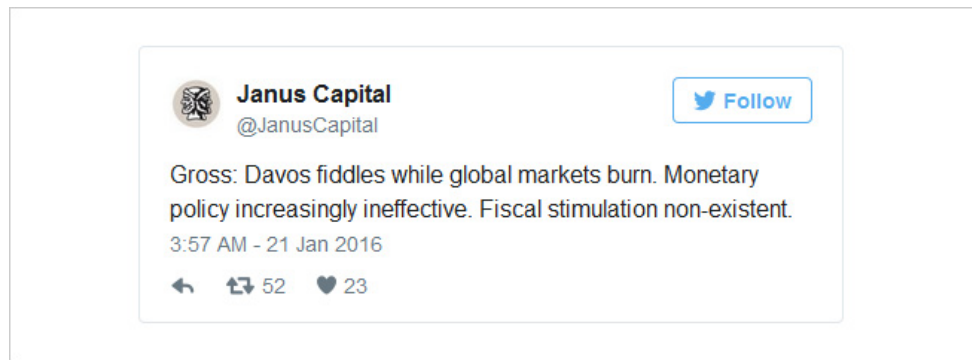 Janus Capital
@JanusCapital
Follow
Gross: Davos fiddles while global markets burn. Monetary
policy increasingly ineffective. Fiscal stimulation non-existent.
3:57 AM - 21 Jan 2016
52 23